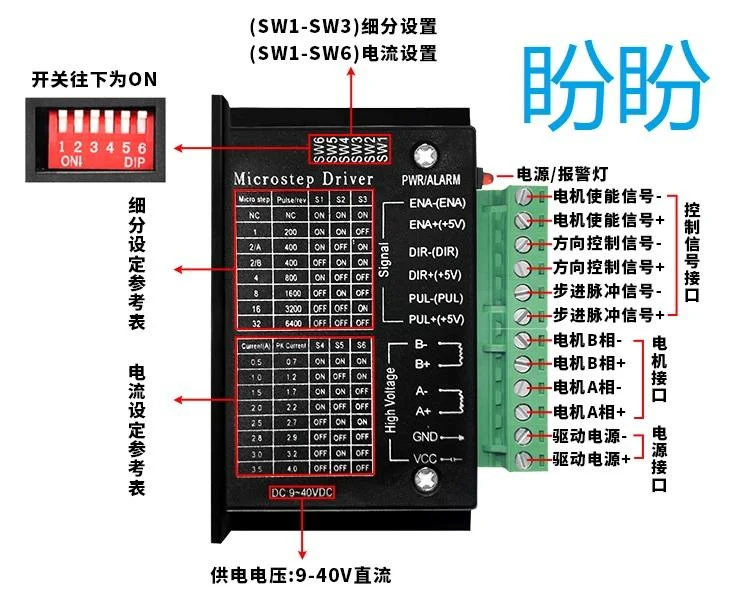 (SW1-SW3)细分设置
(SW1-SW6)电流设置
盼盼
开关往下为ON
1 2 3 4 5 6
ON↓ DIP
SW6
SW5
SW4
SW3
SW2
SW1
Microstep Driver
PWR/ALARM
电源/报警灯
细分设定参考表
Micro step Pulse/rev S1 S2 S3
NC NC ON ON ON
1 200 ON ON OFF
2/A 400 ON OFF ON
2/B 400 OFF ON ON
4 800 ON OFF OFF
8 1600 OFF ON OFF
16 3200 OFF OFF ON
32 6400 OFF OFF OFF
电流设定参考表
Current(A) PK Current S4 S5 S6
0.5 0.7 ON ON ON
1.0 1.2 ON OFF ON
1.5 1.7 ON ON OFF
2.0 2.2 ON OFF OFF
2.5 2.7 OFF ON ON
2.8 2.9 OFF OFF ON
3.0 3.2 OFF ON OFF
3.5 4.0 OFF OFF OFF
DC 9~40VDC
供电电压:9-40V直流
Signal
ENA-(ENA)
ENA+(+5V)
DIR-(DIR)
DIR+(+5V)
PUL-(PUL)
PUL+(+5V)
High Voltage
B-
B+
A-
A+
GND
VCC
电机使能信号-
电机使能信号+
方向控制信号-
方向控制信号+
步进脉冲信号-
步进脉冲信号+
控制信号接口
电机B相-
电机B相+
电机A相-
电机A相+
电机接口
驱动电源-
驱动电源+
电源接口